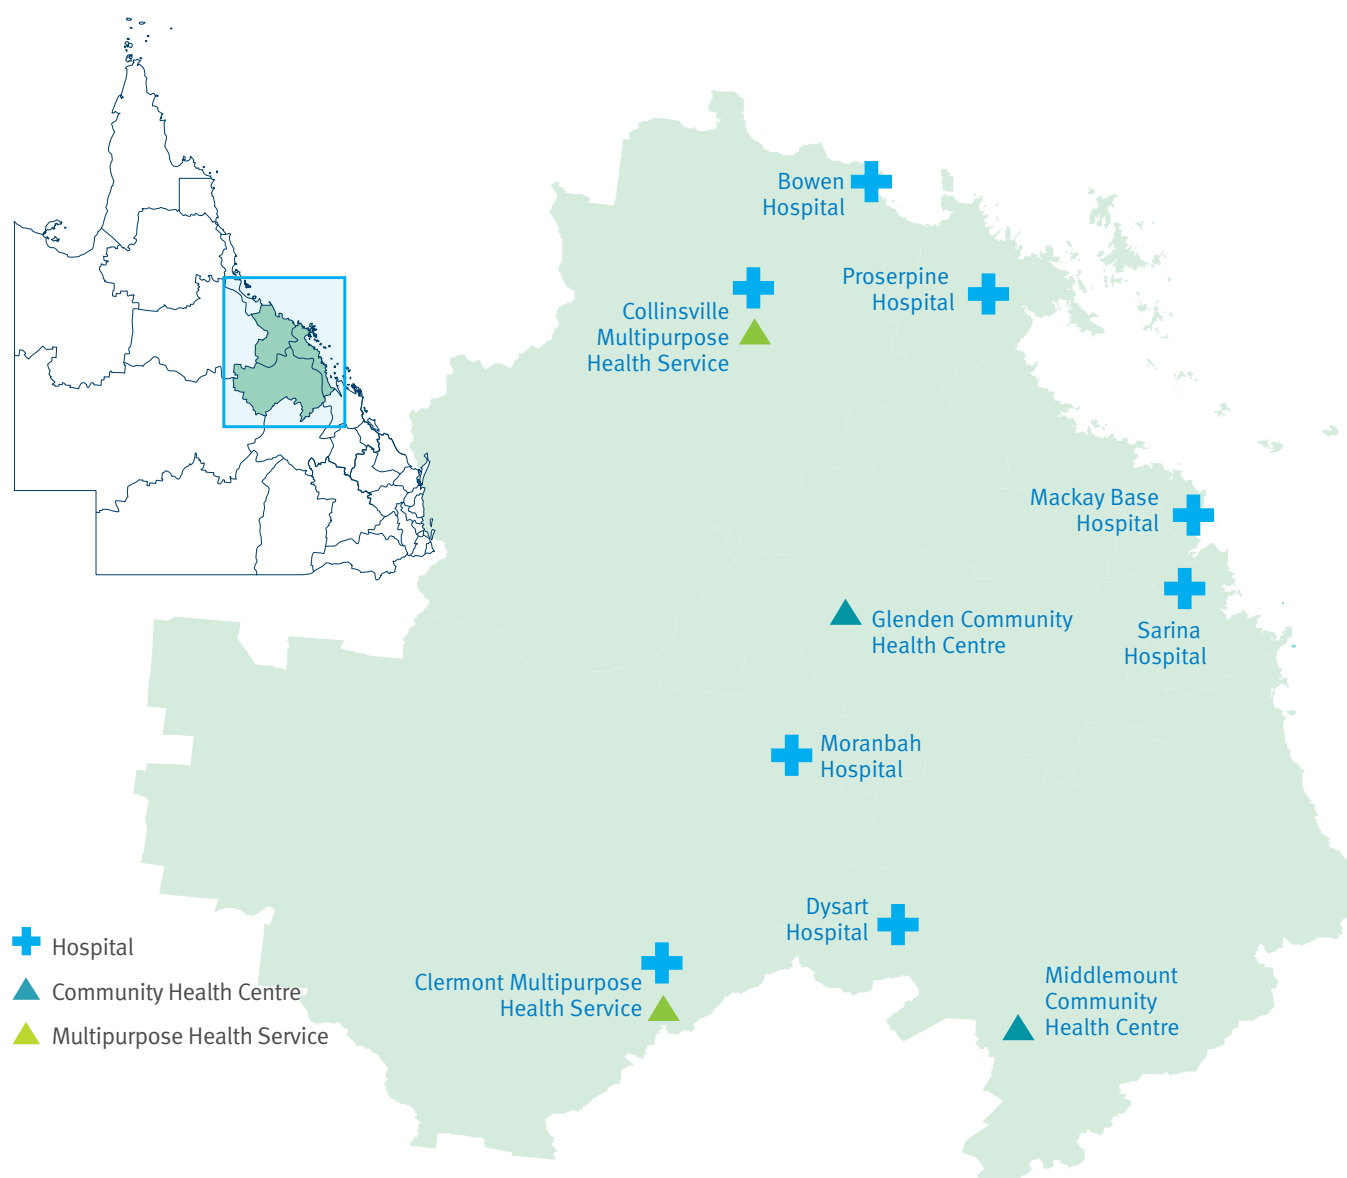 Bowen
Hospital
Proserpine
Hospital
Collinsville
Multipurpose
Health Service
Mackay Base
Hospital
Glenden Community
Health Centre
Sarina
Hospital
Moranbah
Hospital
Dysart
Hospital
Clermont Multipurpose
Health Service
Middlemount
Community
Health Centre
Hospital
Community Health Centre
Multipurpose Health Service